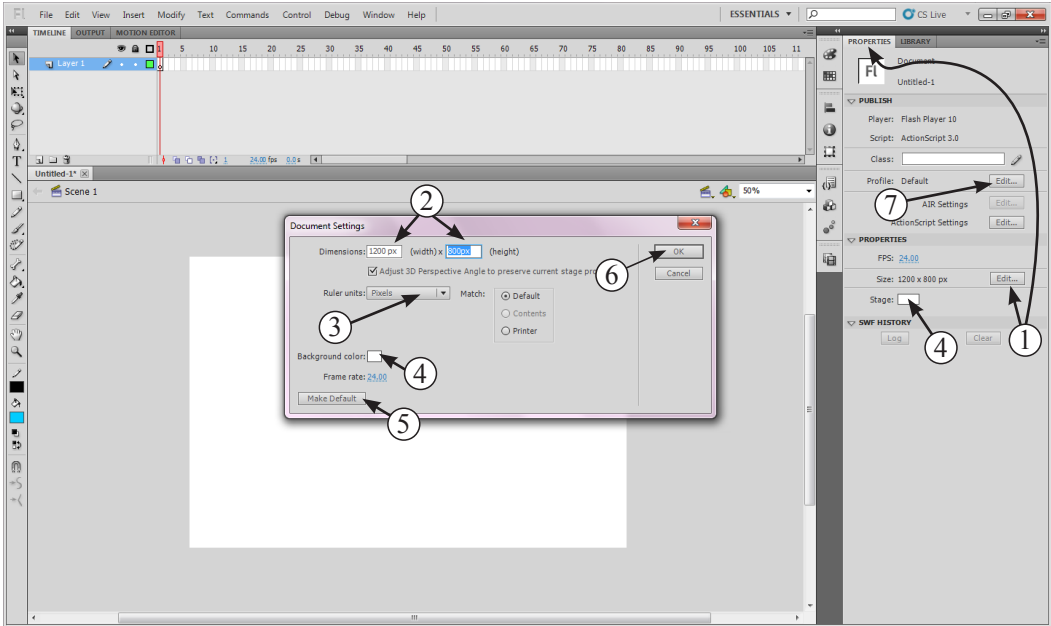 Fl File Edit View Insert Modify Text Commands Control Debug Window Help ESSENTIALS CS Live
TIMELINE OUTPUT MOTION EDITOR
1 5 10 15 20 25 30 35 40 45 50 55 60 65 70 75 80 85 90 95 100 105 11
Layer 1
1 24.00 fps 0.0 s
Untitled-1*
Scene 1 50%
PROPERTIES LIBRARY
Fl Document
Untitled-1
PUBLISH
Player: Flash Player 10
Script: ActionScript 3.0
Class:
Profile: Default Edit...
AIR Settings Edit...
ActionScript Settings Edit...
PROPERTIES
FPS: 24.00
Size: 1200 x 800 px Edit...
Stage:
SWF HISTORY
Log Clear
Document Settings
Dimensions: 1200 px (width) x 800px (height)
Adjust 3D Perspective Angle to preserve current stage pro
Ruler units: Pixels Match: Default
Contents
Printer
Background color:
Frame rate: 24.00
Make Default
OK
Cancel
1
2
3
4
4
5
6
7